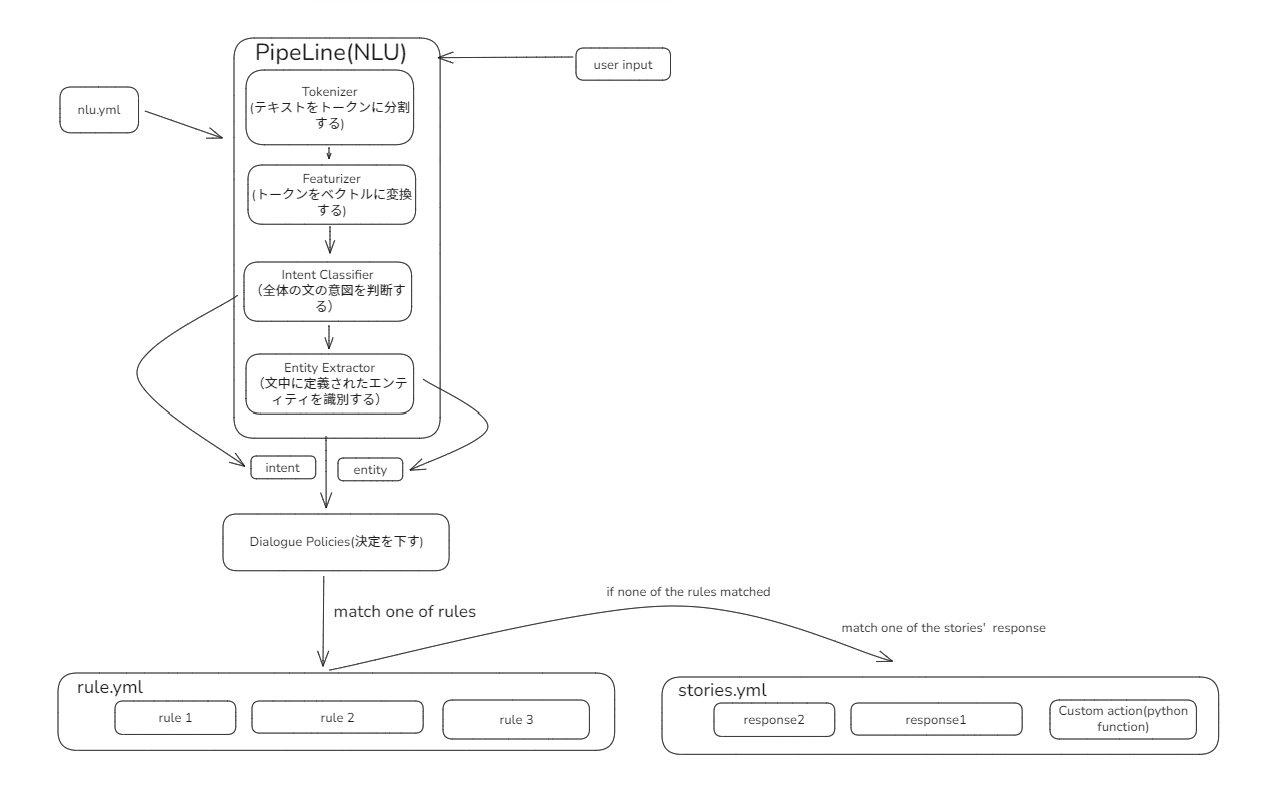 PipeLine(NLU)
user input
nlu.yml
Tokenizer
(テキストをトークンに分割
する)
Featurizer
(トークンをベクトルに変換
する)
Intent Classifier
（全体の文の意図を判断す
る）
Entity Extractor
（文中に定義されたエンテ
ィティを識別する）
intent
entity
Dialogue Policies(決定を下す)
match one of rules
if none of the rules matched
match one of the stories'  response
rule.yml
rule 1
rule 2
rule 3
stories.yml
response2
response1
Custom action(python
function)